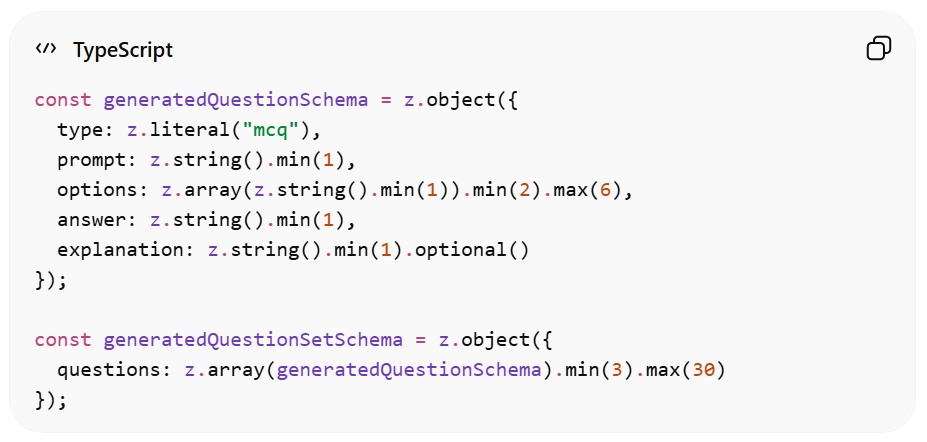 </> TypeScript
const generatedQuestionSchema = z.object({
  type: z.literal("mcq"),
  prompt: z.string().min(1),
  options: z.array(z.string().min(1)).min(2).max(6),
  answer: z.string().min(1),
  explanation: z.string().min(1).optional()
});

const generatedQuestionSetSchema = z.object({
  questions: z.array(generatedQuestionSchema).min(3).max(30)
});